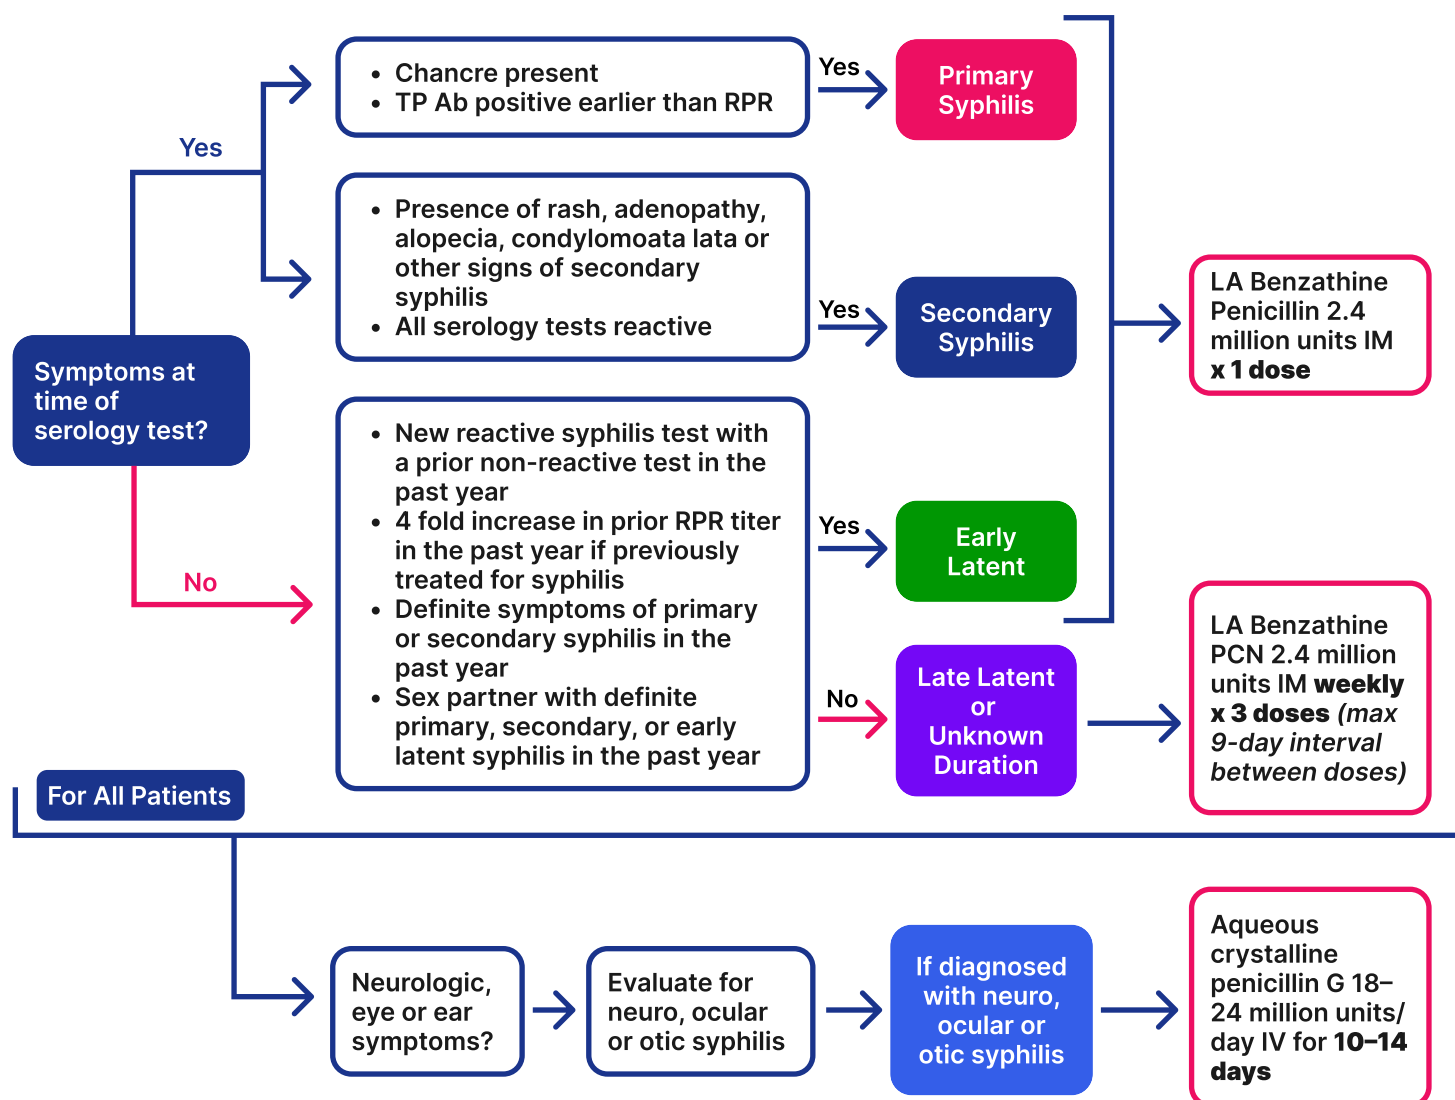 Yes
• Chancre present
• TP Ab positive earlier than RPR
Yes
Primary
Syphilis
• Presence of rash, adenopathy,
alopecia, condylomoata lata or
other signs of secondary
syphilis
• All serology tests reactive
Yes
Secondary
Syphilis
LA Benzathine
Penicillin 2.4
million units IM
x 1 dose
Symptoms at
time of
serology test?
No
• New reactive syphilis test with
a prior non-reactive test in the
past year
• 4 fold increase in prior RPR titer
in the past year if previously
treated for syphilis
• Definite symptoms of primary
or secondary syphilis in the
past year
• Sex partner with definite
primary, secondary, or early
latent syphilis in the past year
Yes
Early
Latent
No
Late Latent
or
Unknown
Duration
LA Benzathine
PCN 2.4 million
units IM weekly
x 3 doses (max
9-day interval
between doses)
For All Patients
Neurologic,
eye or ear
symptoms?
Evaluate for
neuro, ocular
or otic syphilis
If diagnosed
with neuro,
ocular or
otic syphilis
Aqueous
crystalline
penicillin G 18–
24 million units/
day IV for 10–14
days